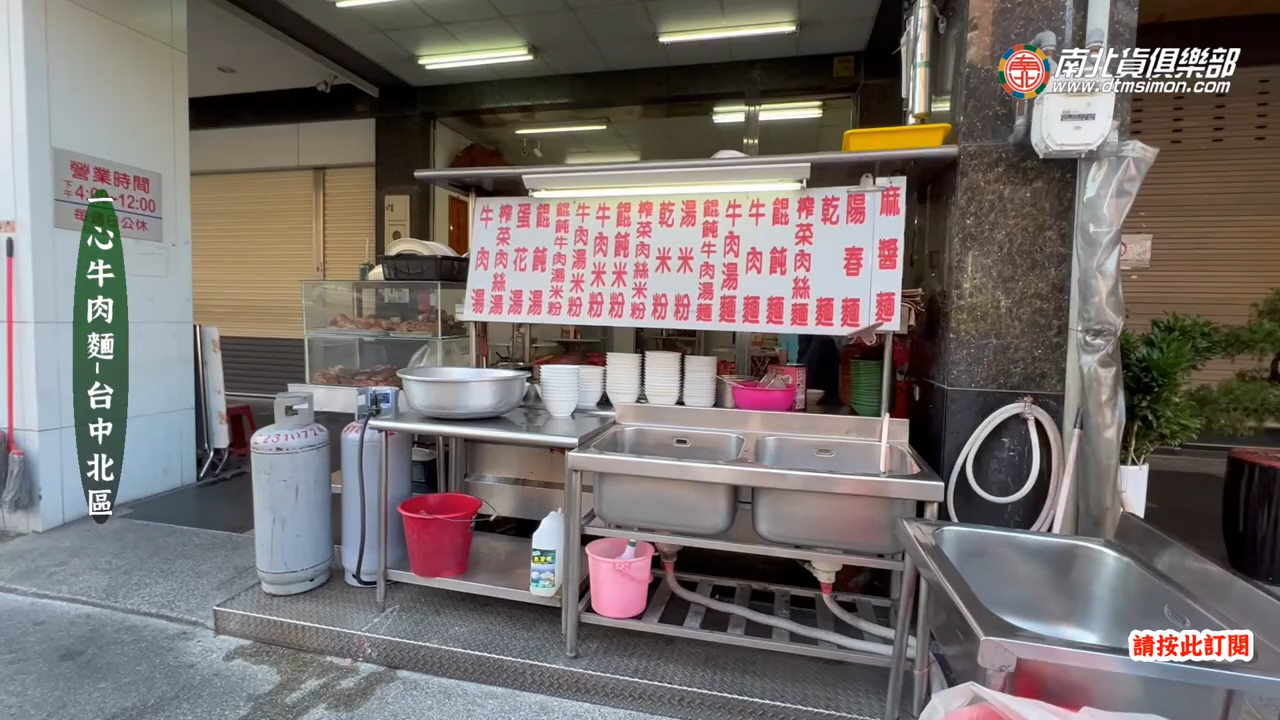 南北貨俱樂部
www.dtmsimon.com
營業時間
下午
4:00-12:00
公休
一心牛肉麵-台中北區
麻醬麵
陽春麵
乾麵
榨菜肉絲麵
餛飩麵
牛肉麵
牛肉湯麵
餛飩牛肉湯麵
湯米粉
乾米粉
榨菜肉絲米粉
餛飩米粉
牛肉米粉
牛肉湯米粉
餛飩牛肉湯米粉
餛飩湯
蛋花湯
榨菜肉絲湯
牛肉湯
請按此訂閱